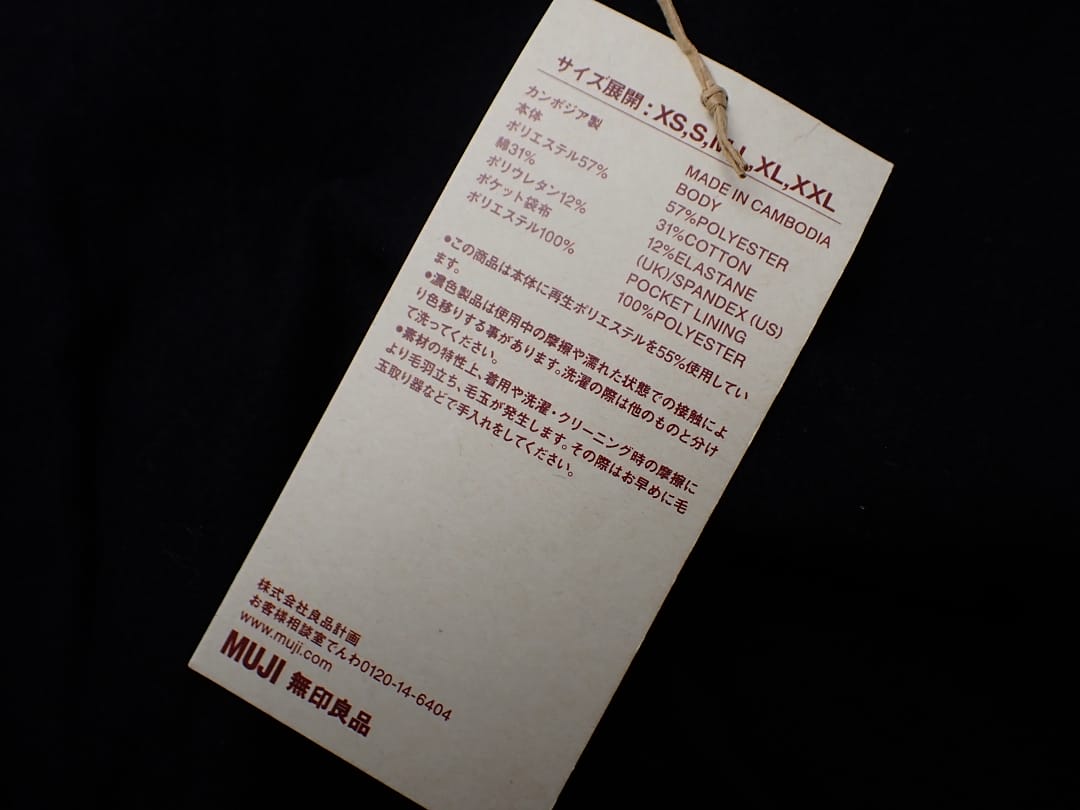 サイズ展開：XS,S,M,L,XL,XXL
カンボジア製
本体
ポリエステル57%
綿31%
ポリウレタン12%
ポケット袋布
ポリエステル100%
MADE IN CAMBODIA
BODY
57%POLYESTER
31%COTTON
12%ELASTANE
(UK)/SPANDEX (US)
POCKET LINING
100%POLYESTER
●この商品は本体に再生ポリエステルを55%使用してい
ます。
●濃色製品は使用中の摩擦や濡れた状態での接触によ
り色移りする事があります。洗濯の際は他のものと分け
て洗ってください。
●素材の特性上、着用や洗濯・クリーニング時の摩擦に
より毛羽立ち、毛玉が発生します。その際はお早めに毛
玉取り器などで手入れをしてください。
株式会社良品計画
お客様相談室でんわ0120-14-6404
www.muji.com
MUJI 無印良品